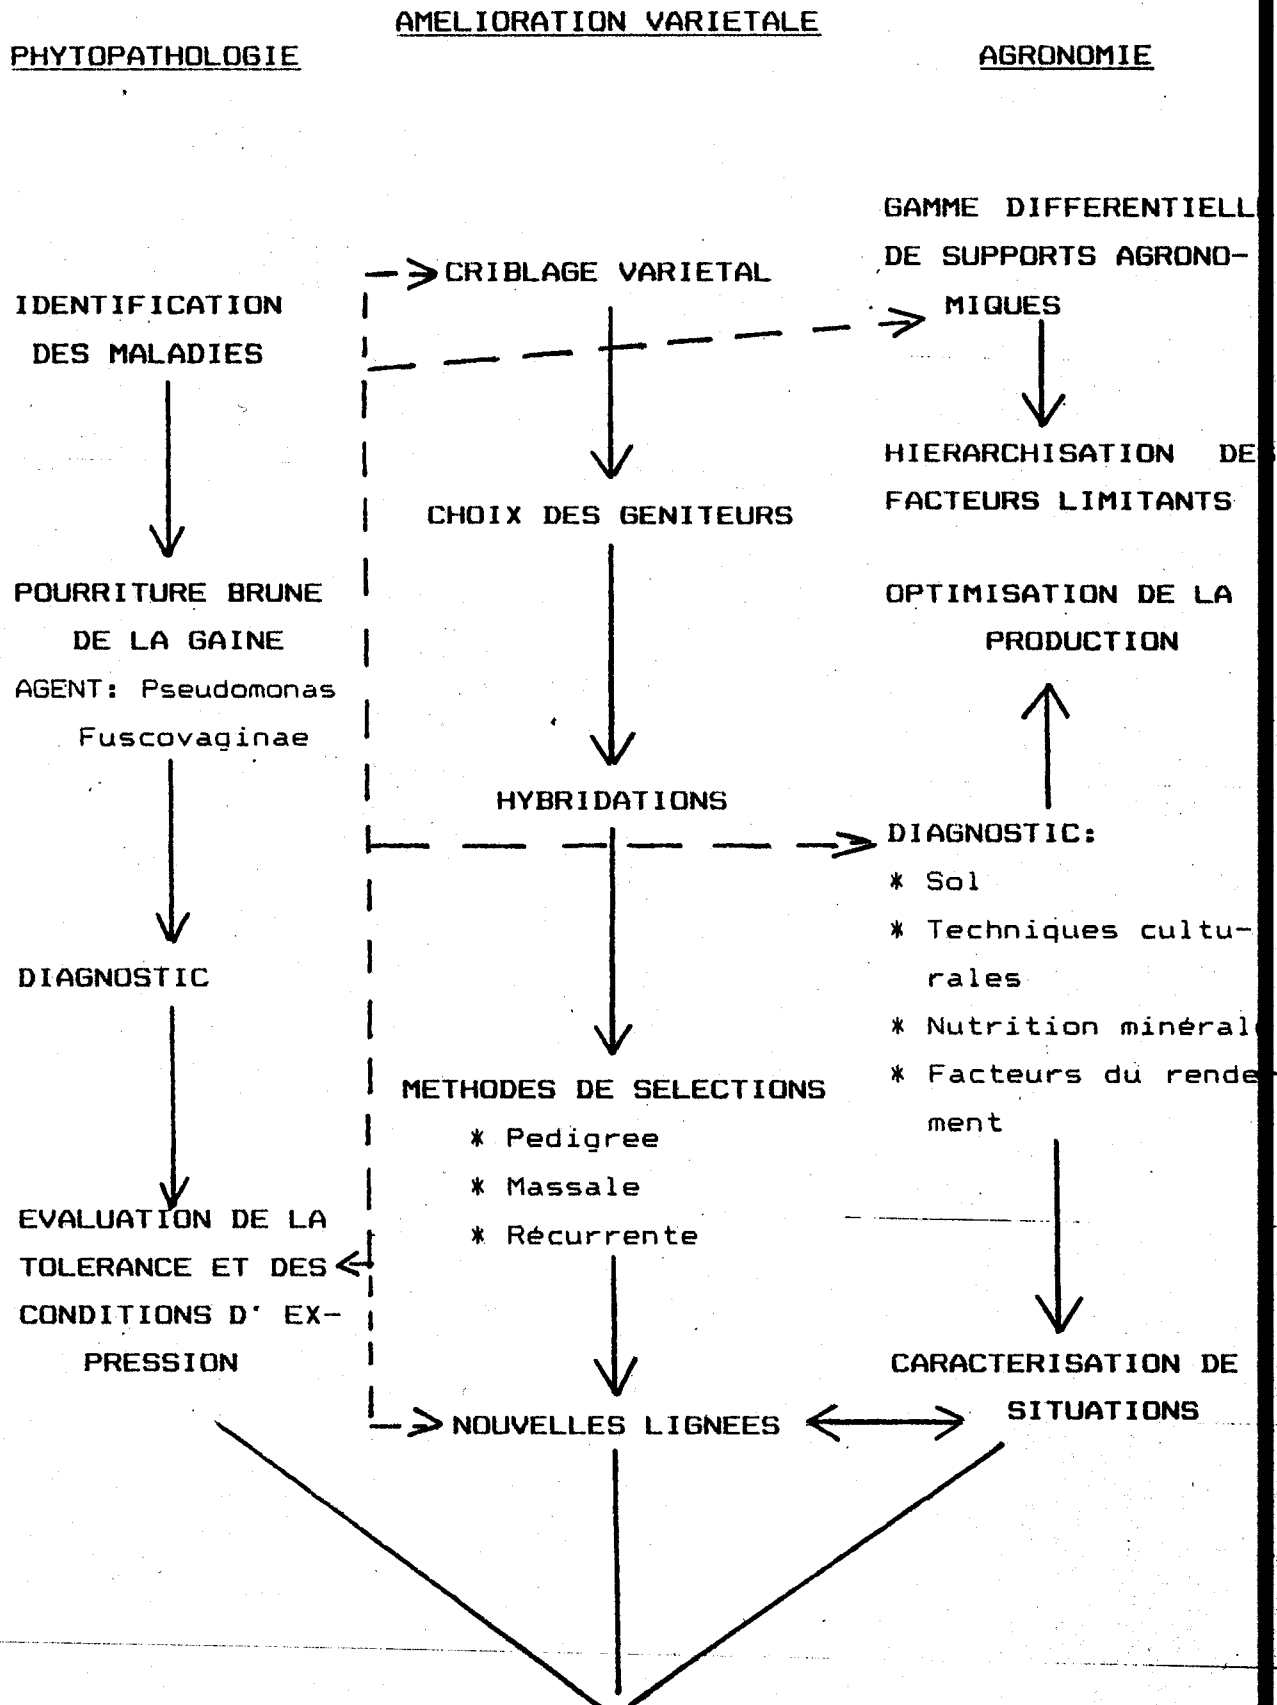 AMELIORATION VARIETALE
PHYTOPATHOLOGIE
AGRONOMIE
IDENTIFICATION
DES MALADIES
POURRITURE BRUNE
DE LA GAINE
AGENT: Pseudomonas
Fuscovaginae
DIAGNOSTIC
EVALUATION DE LA
TOLERANCE ET DES
CONDITIONS D' EX-
PRESSION
CRIBLAGE VARIETAL
CHOIX DES GENITEURS
HYBRIDATIONS
METHODES DE SELECTIONS
* Pedigree
* Massale
* Récurrente
NOUVELLES LIGNEES
GAMME DIFFERENTIELL
DE SUPPORTS AGRONO-
MIQUES
HIERARCHISATION DES
FACTEURS LIMITANTS
OPTIMISATION DE LA
PRODUCTION
DIAGNOSTIC:
* Sol
* Techniques cultu-
rales
* Nutrition minérale
* Facteurs du rende-
ment
CARACTERISATION DE
SITUATIONS